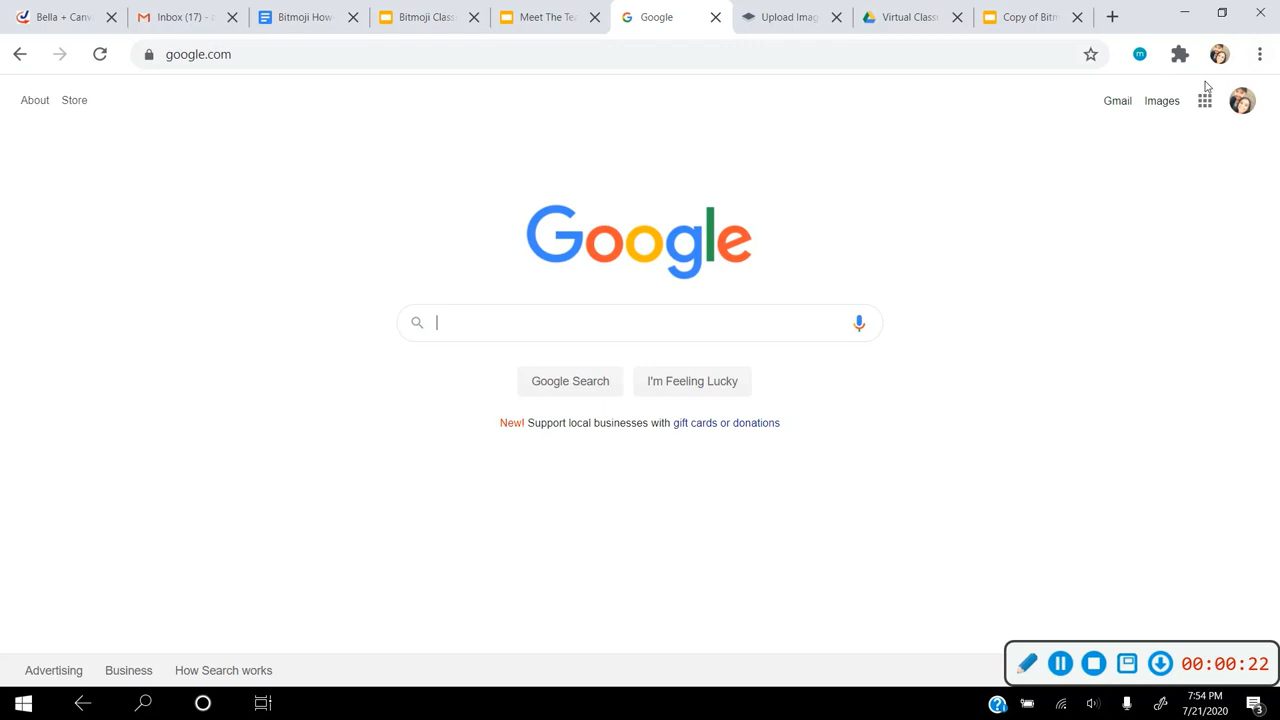 Bella + Canv
Inbox (17) -
Bitmoji How
Bitmoji Clas
Meet The Te
Google
Upload Imag
Virtual Class
Copy of Bitm
google.com
About Store
Gmail Images
Google
Google Search I'm Feeling Lucky
New! Support local businesses with gift cards or donations
Advertising Business How Search works
00:00:22
7:54 PM
7/21/2020
3